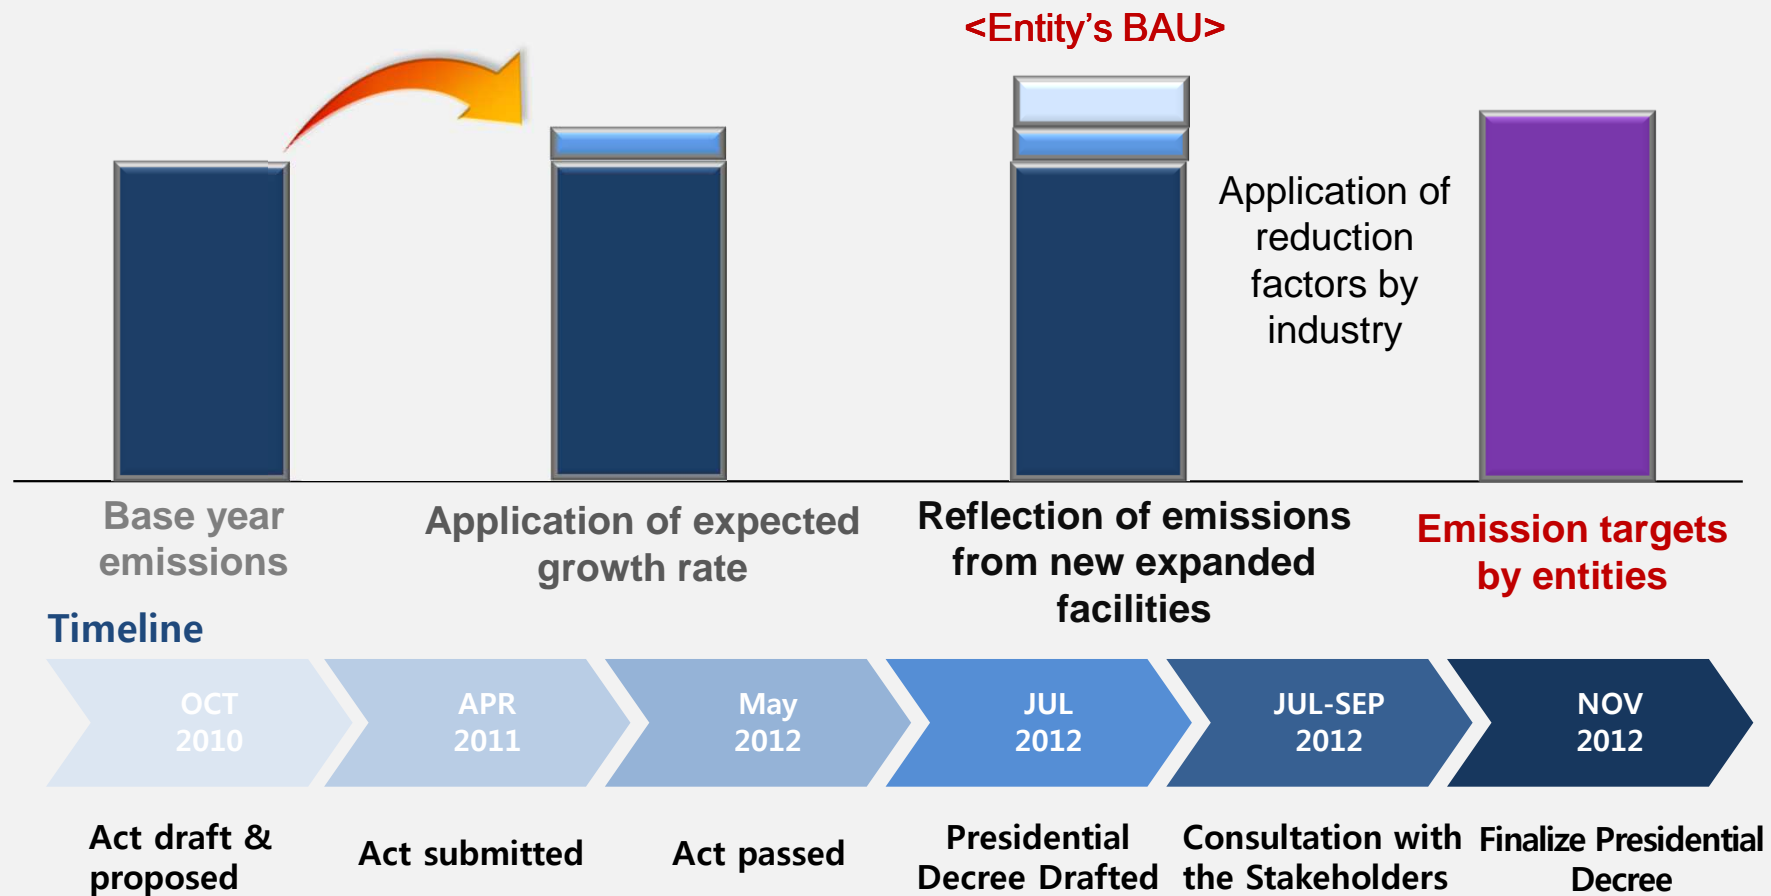 <Entity's BAU>
Application of
reduction
factors by
industry
Base year
emissions
Application of expected
growth rate
Reflection of emissions
from new expanded
facilities
Emission targets
by entities
Timeline
OCT
2010
APR
2011
May
2012
JUL
2012
JUL-SEP
2012
NOV
2012
Act draft &
proposed
Act submitted
Act passed
Presidential
Decree Drafted
Consultation with
the Stakeholders
Finalize Presidential
Decree